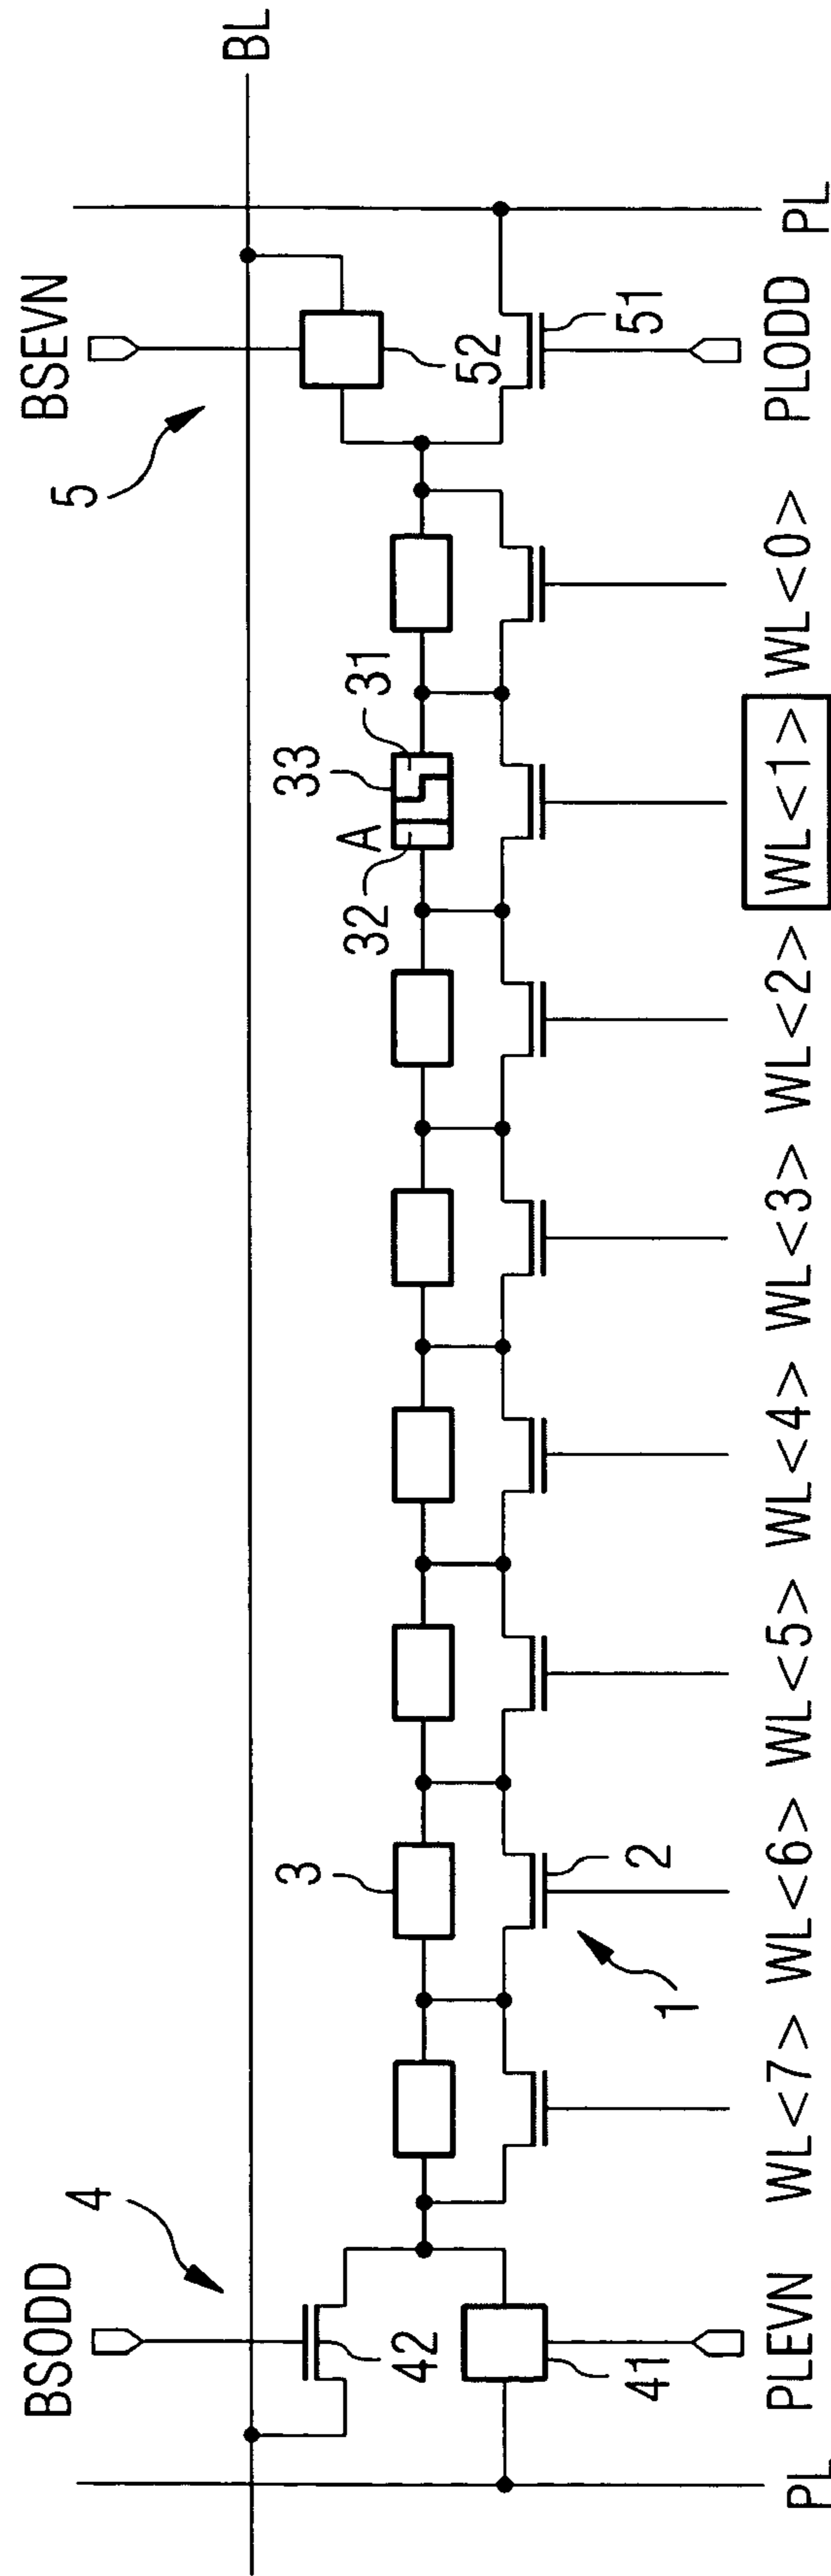 BL
BSODD
BSEVN
4
5
42
41
52
51
3
2
1
32
A
33
31
PL
PLEVN
WL<7>
WL<6>
WL<5>
WL<4>
WL<3>
WL<2>
WL<1>
WL<0>
PLODD
PL